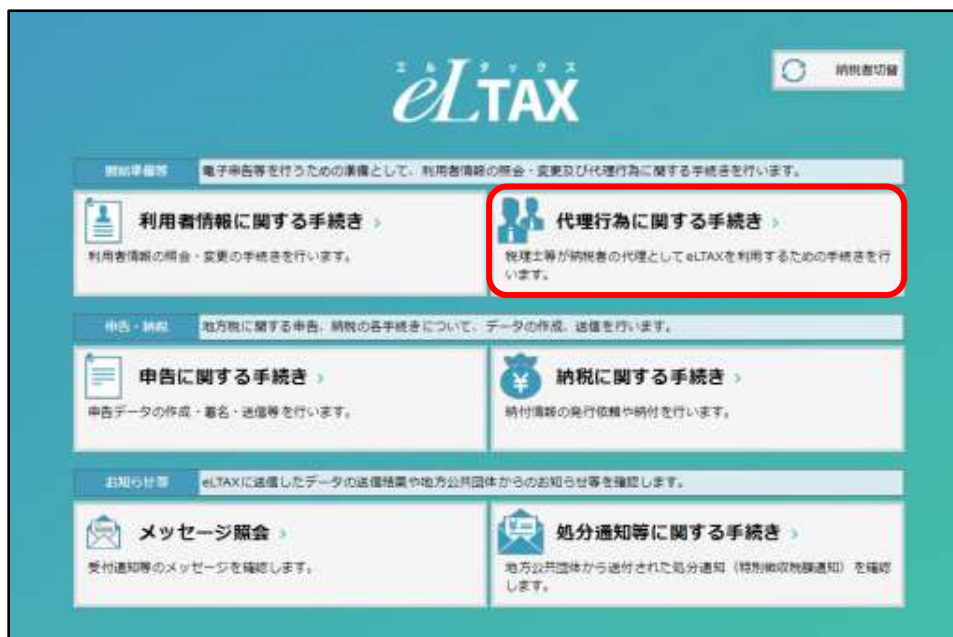 エルタックス
eLTAX
納税者切替
開始準備等
電子申告等を行うための準備として、利用者情報の照会・変更及び代理行為に関する手続きを行います。
利用者情報に関する手続き
利用者情報の照会・変更の手続きを行います。
代理行為に関する手続き
税理士等が納税者の代理としてeLTAXを利用するための手続きを行
います。
申告・納税
地方税に関する申告、納税の各手続きについて、データの作成、送信を行います。
申告に関する手続き
申告データの作成・署名・送信等を行います。
納税に関する手続き
納付情報の発行依頼や納付を行います。
お知らせ等
eLTAXに送信したデータの送信結果や地方公共団体からのお知らせ等を確認します。
メッセージ照会
受付通知等のメッセージを確認します。
処分通知等に関する手続き
地方公共団体から送付された処分通知（特別徴収税額通知）を確認
します。